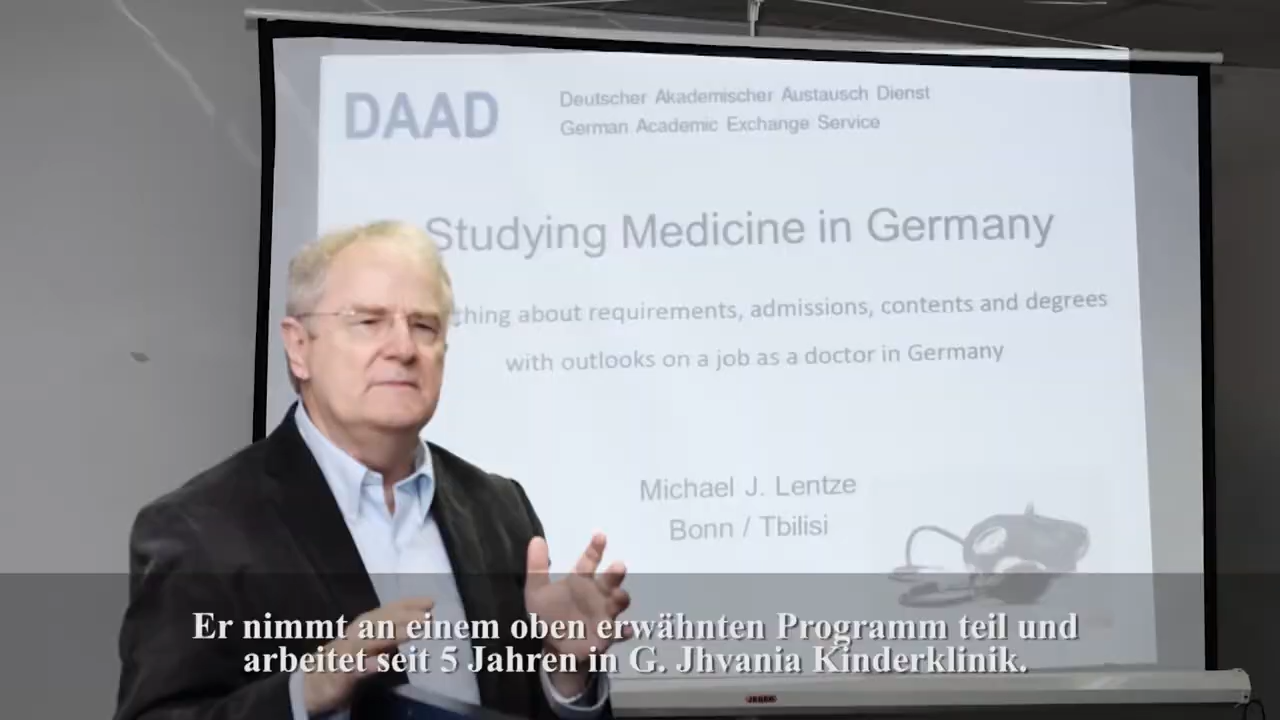 DAAD
Deutscher Akademischer Austausch Dienst
German Academic Exchange Service
Studying Medicine in Germany
about requirements, admissions, contents and degrees
with outlooks on a job as a doctor in Germany
Michael J. Lentze
Bonn / Tbilisi
Er nimmt an einem oben erwähnten Programm teil und
arbeitet seit 5 Jahren in G. Jhvania Kinderklinik.